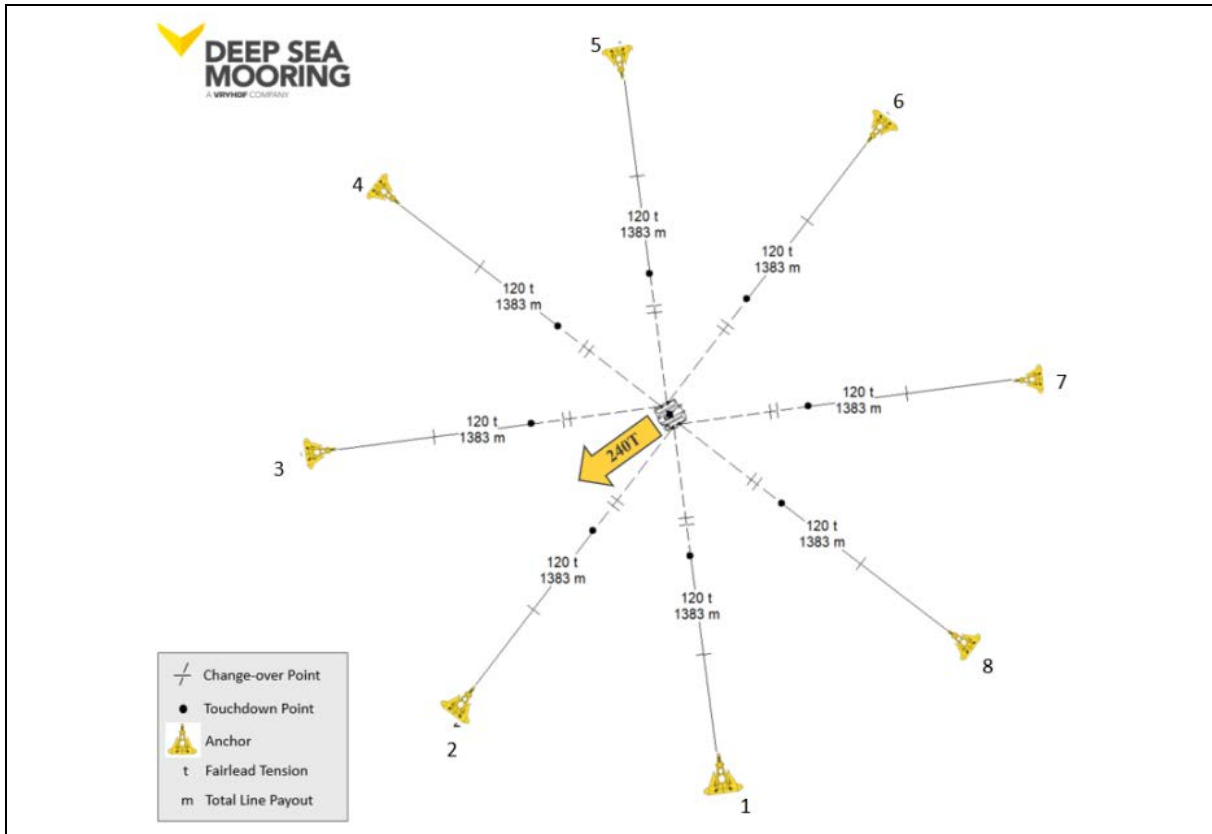 DEEP SEA
MOORING
A VRYHOF COMPANY
5
6
4
120 t
1383 m
120 t
1383 m
120 t
1383 m
7
120 t
1383 m
120 t
1383 m
3
240T
120 t
1383 m
120 t
1383 m
120 t
1383 m
8
2
1
Change-over Point
Touchdown Point
Anchor
t Fairlead Tension
m Total Line Payout